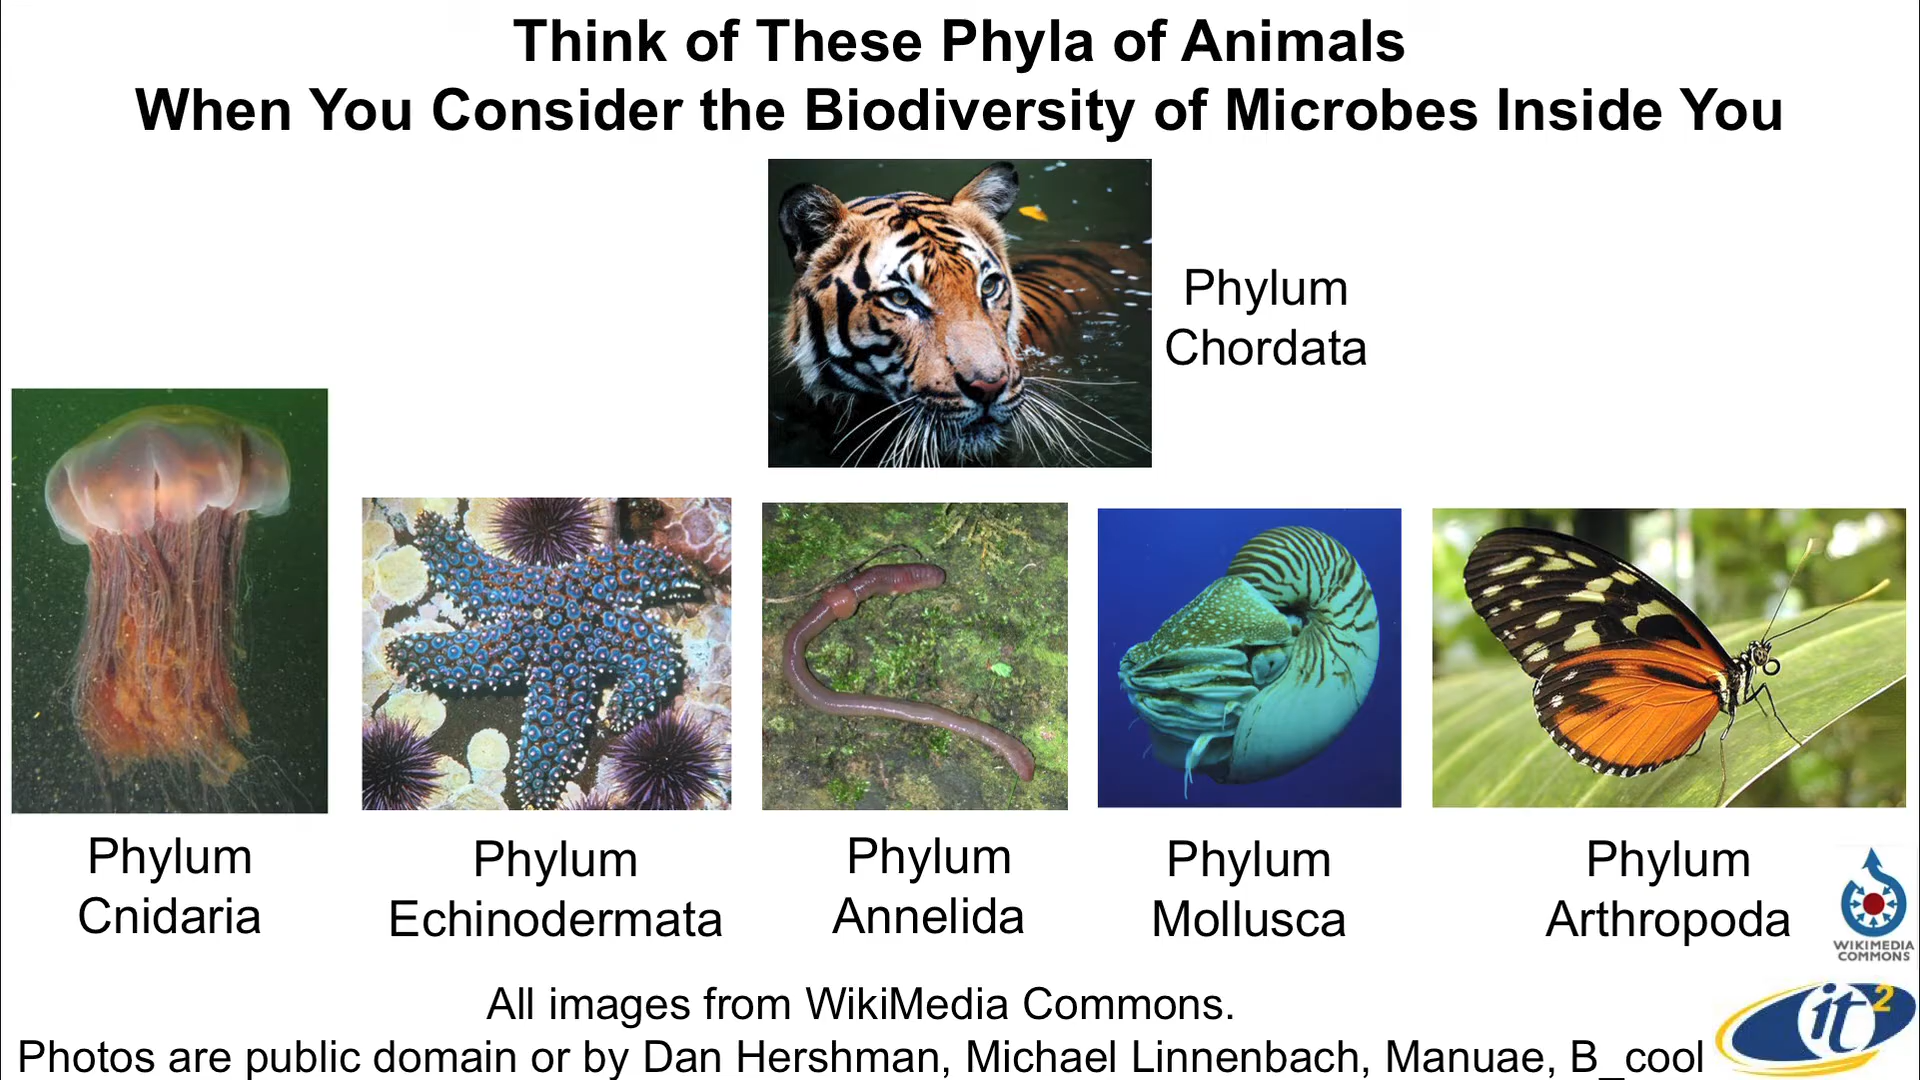 Think of These Phyla of Animals
When You Consider the Biodiversity of Microbes Inside You
Phylum
Chordata
Phylum
Cnidaria
Phylum
Echinodermata
Phylum
Annelida
Phylum
Mollusca
Phylum
Arthropoda
WIKIMEDIA
COMMONS
All images from WikiMedia Commons.
Photos are public domain or by Dan Hershman, Michael Linnenbach, Manuae, B_cool
it2